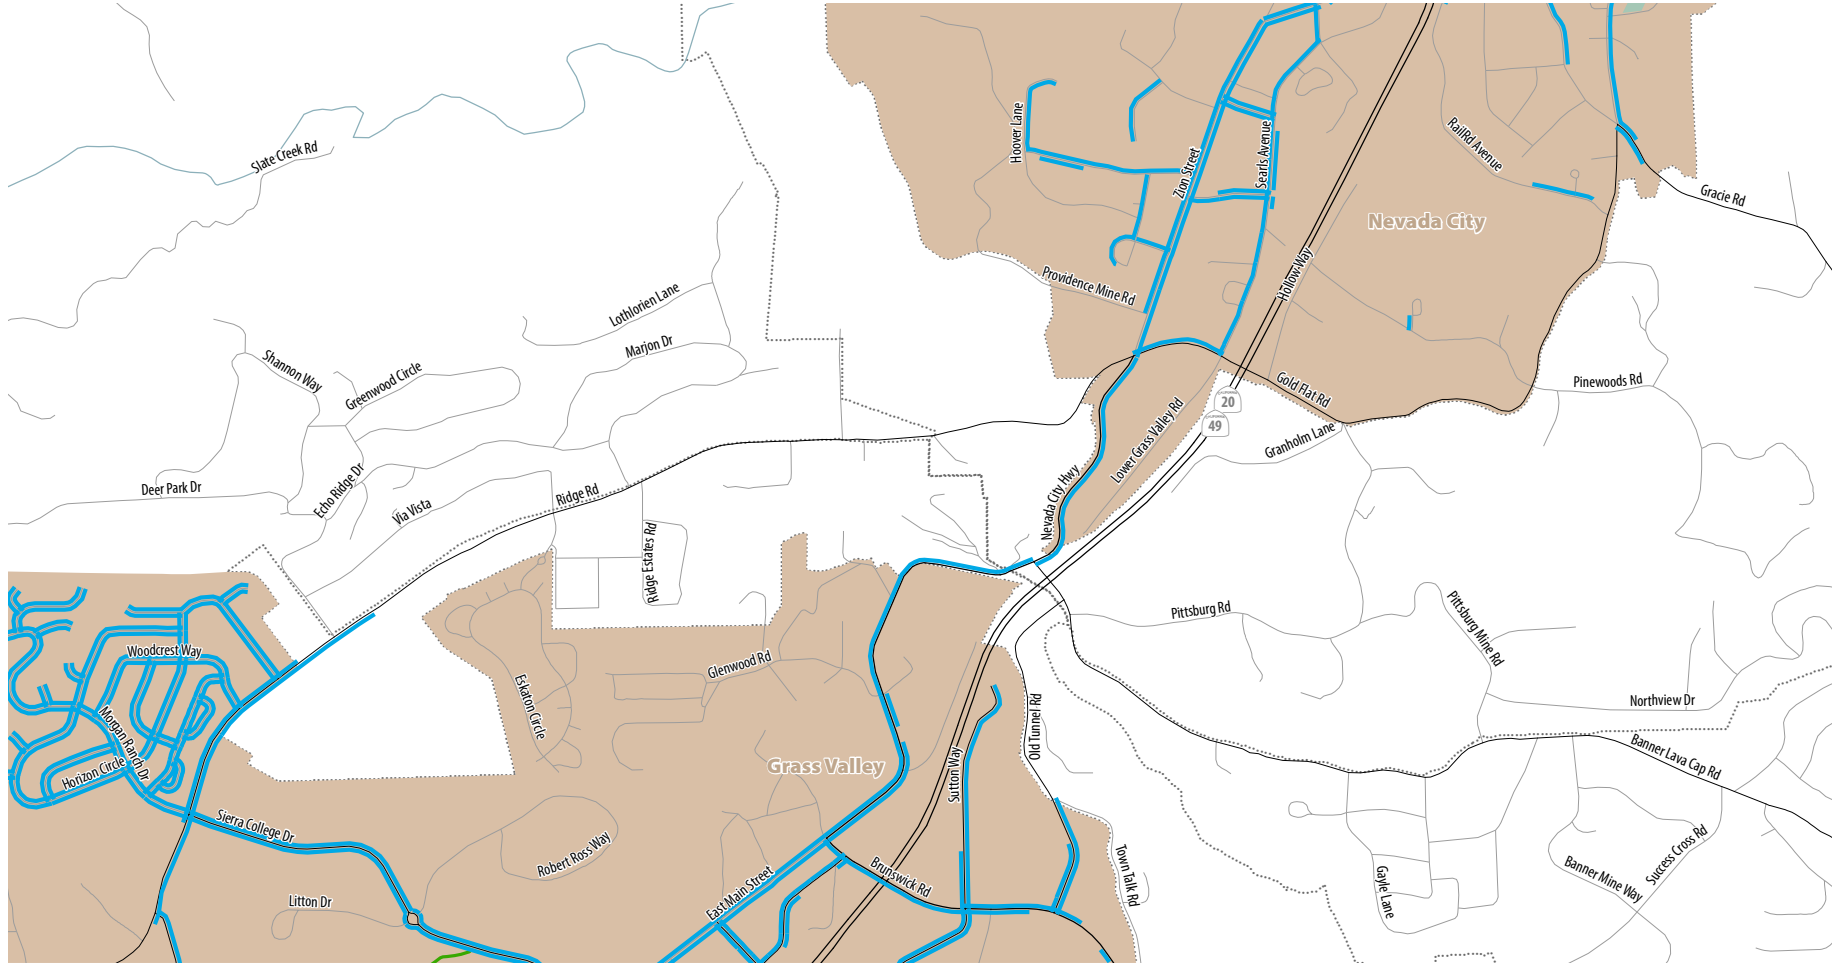 Slate Creek Rd
Hoover Lane
Zion Street
Searls Avenue
RailRd Avenue
Gracie Rd
Nevada City
Hollow Way
Providence Mine Rd
Lothlorien Lane
Marjon Dr
Shannon Way
Greenwood Circle
Gold Flat Rd
Pinewoods Rd
20
49
Lower Grass Valley Rd
Granholm Lane
Deer Park Dr
Echo Ridge Dr
Via Vista
Ridge Rd
Nevada City Hwy
Ridge Estates Rd
Pittsburg Rd
Pittsburg Mine Rd
Woodcrest Way
Glenwood Rd
Eskaton Circle
Northview Dr
Morgan Ranch Dr
Horizon Circle
Grass Valley
Sutton Way
Old Tunnel Rd
Banner Lava Cap Rd
Sierra College Dr
Robert Ross Way
East Main Street
Brunswick Rd
Town Talk Rd
Gayle Lane
Banner Mine Way
Success Cross Rd
Litton Dr